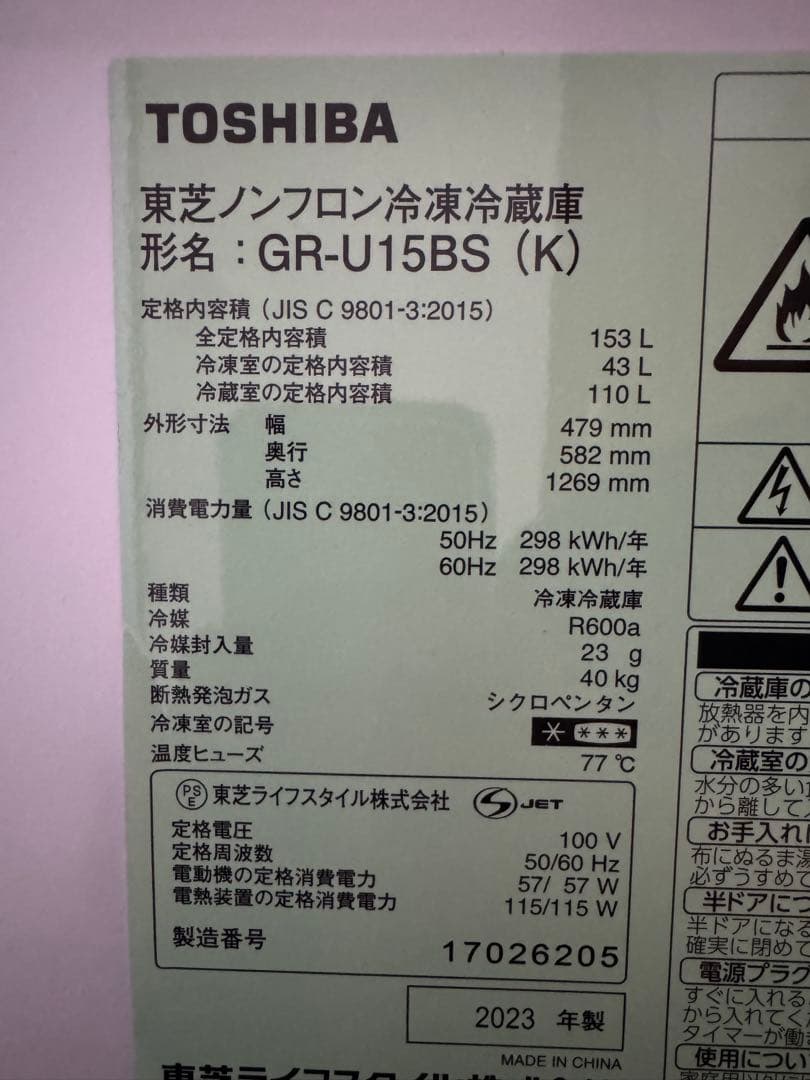 TOSHIBA
東芝ノンフロン冷凍冷蔵庫
形名：GR-U15BS（K）
定格内容積（JIS C 9801-3:2015）
全定格内容積 153 L
冷凍室の定格内容積 43 L
冷蔵室の定格内容積 110 L
外形寸法 幅 479 mm
奥行 582 mm
高さ 1269 mm
消費電力量（JIS C 9801-3:2015）
50Hz 298 kWh/年
60Hz 298 kWh/年
種類 冷凍冷蔵庫
冷媒 R600a
冷媒封入量 23 g
質量 40 kg
断熱発泡ガス シクロペンタン
冷凍室の記号 * ***
温度ヒューズ 77 ℃
PSE 東芝ライフスタイル株式会社 S JET
定格電圧 100 V
定格周波数 50/60 Hz
電動機の定格消費電力 57/ 57 W
電熱装置の定格消費電力 115/115 W
製造番号 17026205
2023 年製
MADE IN CHINA
冷蔵庫の
放熱器を内
があります
冷蔵室の
水分の多い
から離して
お手入れ
布にぬるま湯
必ずうすめて
半ドアにつ
半ドアになる
確実に閉めて
電源プラグ
すぐに入れる
から入れてく
タイマーが働
使用につい